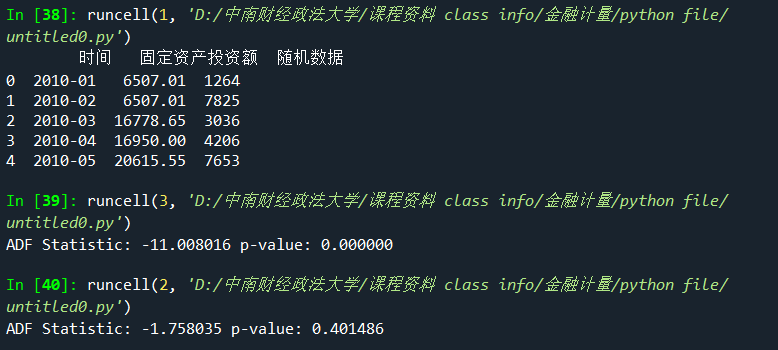 In [38]: runcell(1, 'D:/中南财经政法大学/课程资料 class info/金融计量/python file/
untitled0.py')
时间 固定资产投资额 随机数据
0 2010-01 6507.01 1264
1 2010-02 6507.01 7825
2 2010-03 16778.65 3036
3 2010-04 16950.00 4206
4 2010-05 20615.55 7653
In [39]: runcell(3, 'D:/中南财经政法大学/课程资料 class info/金融计量/python file/
untitled0.py')
ADF Statistic: -11.008016 p-value: 0.000000
In [40]: runcell(2, 'D:/中南财经政法大学/课程资料 class info/金融计量/python file/
untitled0.py')
ADF Statistic: -1.758035 p-value: 0.401486